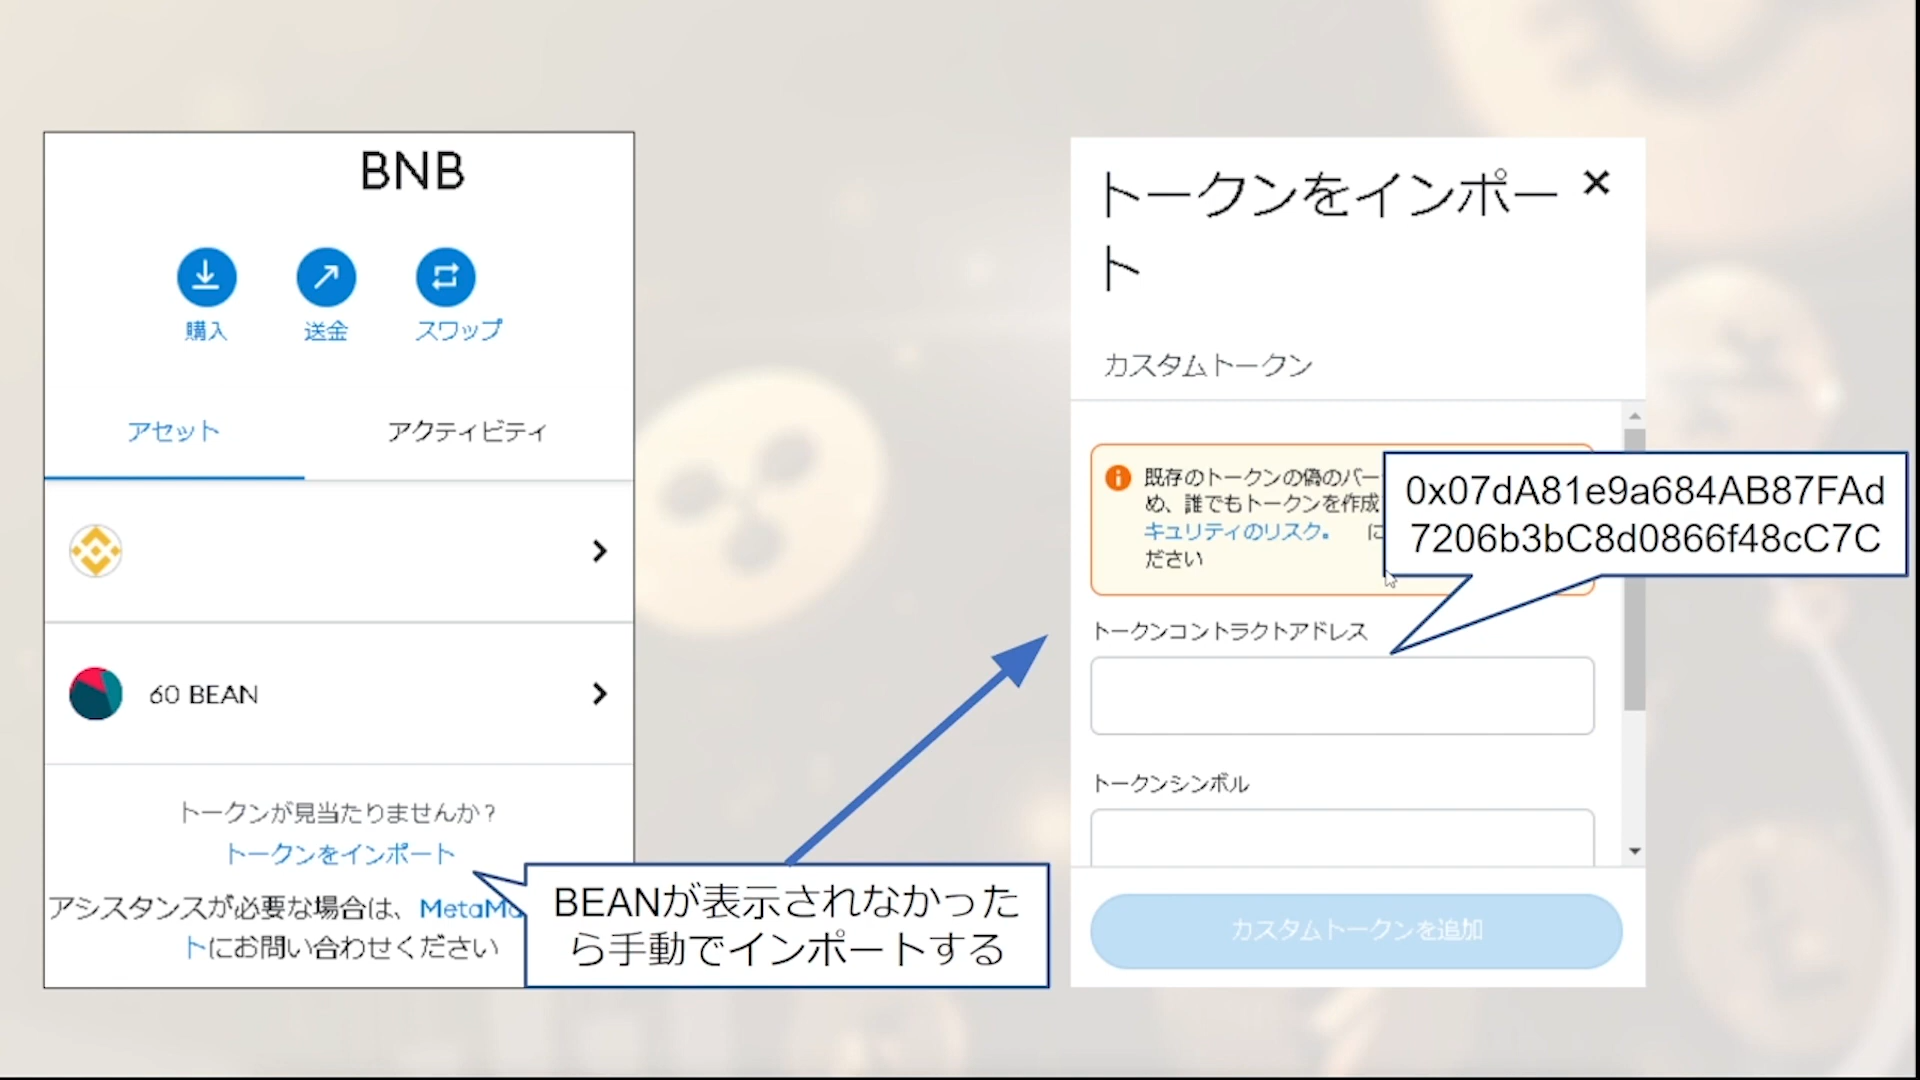 BNB
購入
送金
スワップ
アセット
アクティビティ
60 BEAN
トークンが見当たりませんか？
トークンをインポート
アシスタンスが必要な場合は、MetaMa
トにお問い合わせください
BEANが表示されなかった
ら手動でインポートする
トークンをインポー
ト
カスタムトークン
既存のトークンの偽のバー
め、誰でもトークンを作成
キュリティのリスク。 に
ださい
0x07dA81e9a684AB87FAd
7206b3bC8d0866f48cC7C
トークンコントラクトアドレス
トークンシンボル
カスタムトークンを追加